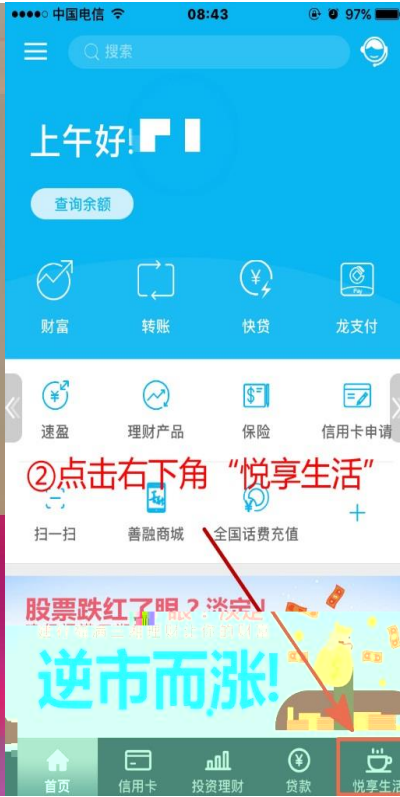 中国电信 08:43 97%
搜索
上午好!
查询余额
财富 转账 快贷 龙支付
Pay
速盈 理财产品 保险 信用卡申请
②点击右下角“悦享生活”
扫一扫 善融商城 全国话费充值
股票跌红了眼？淡定！
逆市而涨!
首页 信用卡 投资理财 贷款 悦享生活